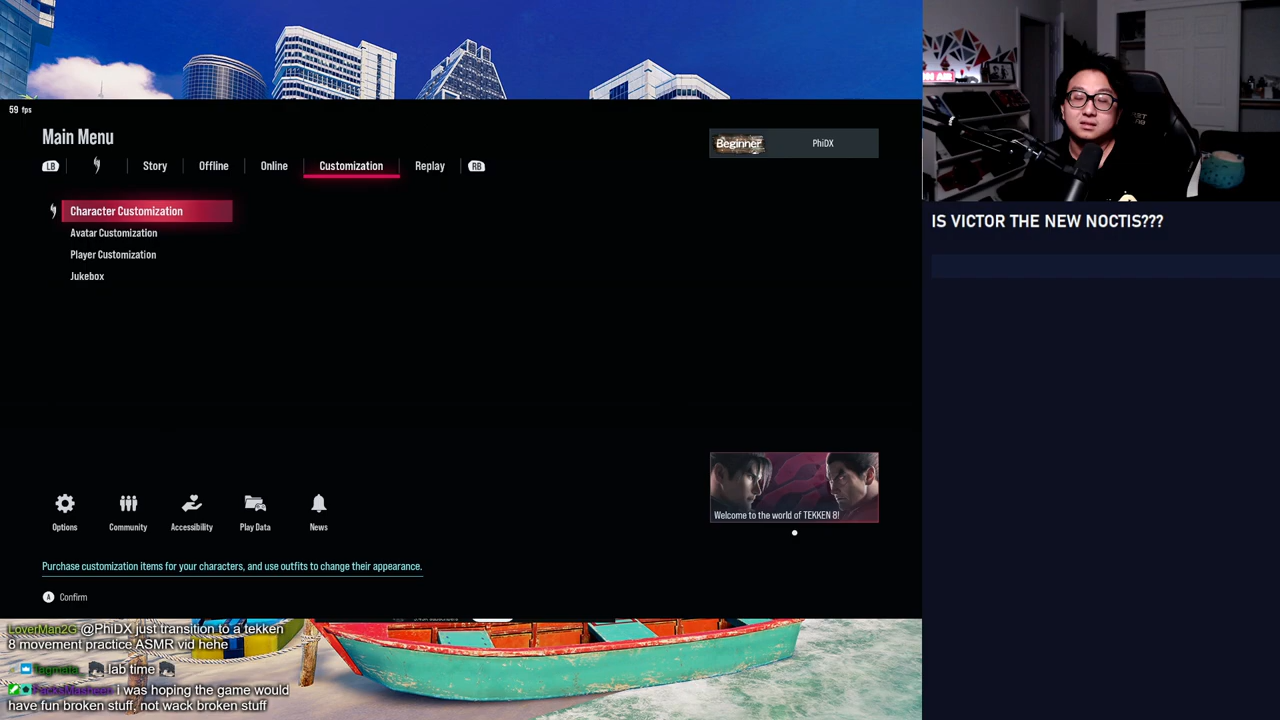 59 fps
Main Menu
Beginner
PhiDX
LB
Story
Offline
Online
Customization
Replay
RB
Character Customization
Avatar Customization
Player Customization
Jukebox
IS VICTOR THE NEW NOCTIS???
Welcome to the world of TEKKEN 8!
Options
Community
Accessibility
Play Data
News
Purchase customization items for your characters, and use outfits to change their appearance.
A Confirm
LoverMan2G @PhiDX just transition to a tekken
8 movement practice ASMR vid hehe
lab time
i was hoping the game would
have fun broken stuff, not wack broken stuff